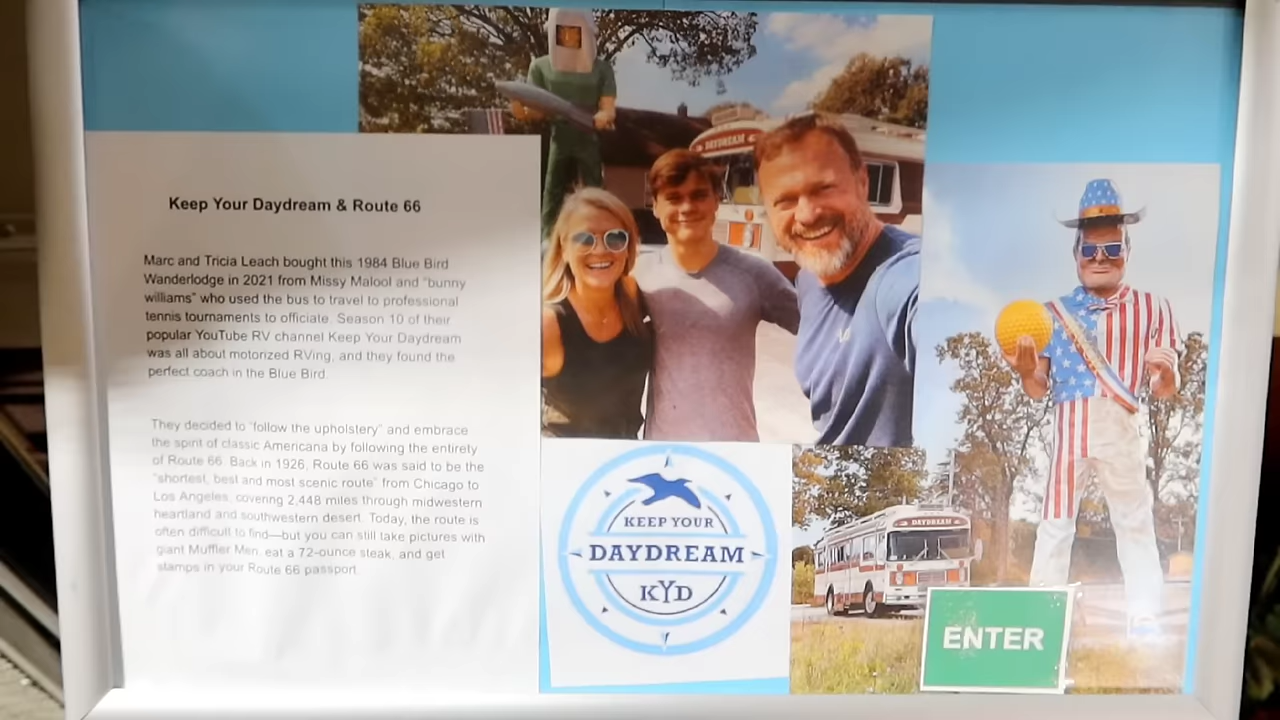 Keep Your Daydream & Route 66
Marc and Tricia Leach bought this 1984 Blue Bird
Wanderlodge in 2021 from Missy Malool and "bunny
williams" who used the bus to travel to professional
tennis tournaments to officiate. Season 10 of their
popular YouTube RV channel Keep Your Daydream
was all about motorized RVing, and they found the
perfect coach in the Blue Bird.
They decided to "follow the upholstery" and embrace
the spirit of classic Americana by following the entirety
of Route 66. Back in 1926, Route 66 was said to be the
"shortest, best and most scenic route" from Chicago to
Los Angeles, covering 2,448 miles through midwestern
heartland and southwestern desert. Today, the route is
often difficult to find—but you can still take pictures with
giant Muffler Men, eat a 72-ounce steak, and get
stamps in your Route 66 passport.
DAYDREAM
KEEP YOUR
DAYDREAM
KYD
DAYDREAM
ENTER